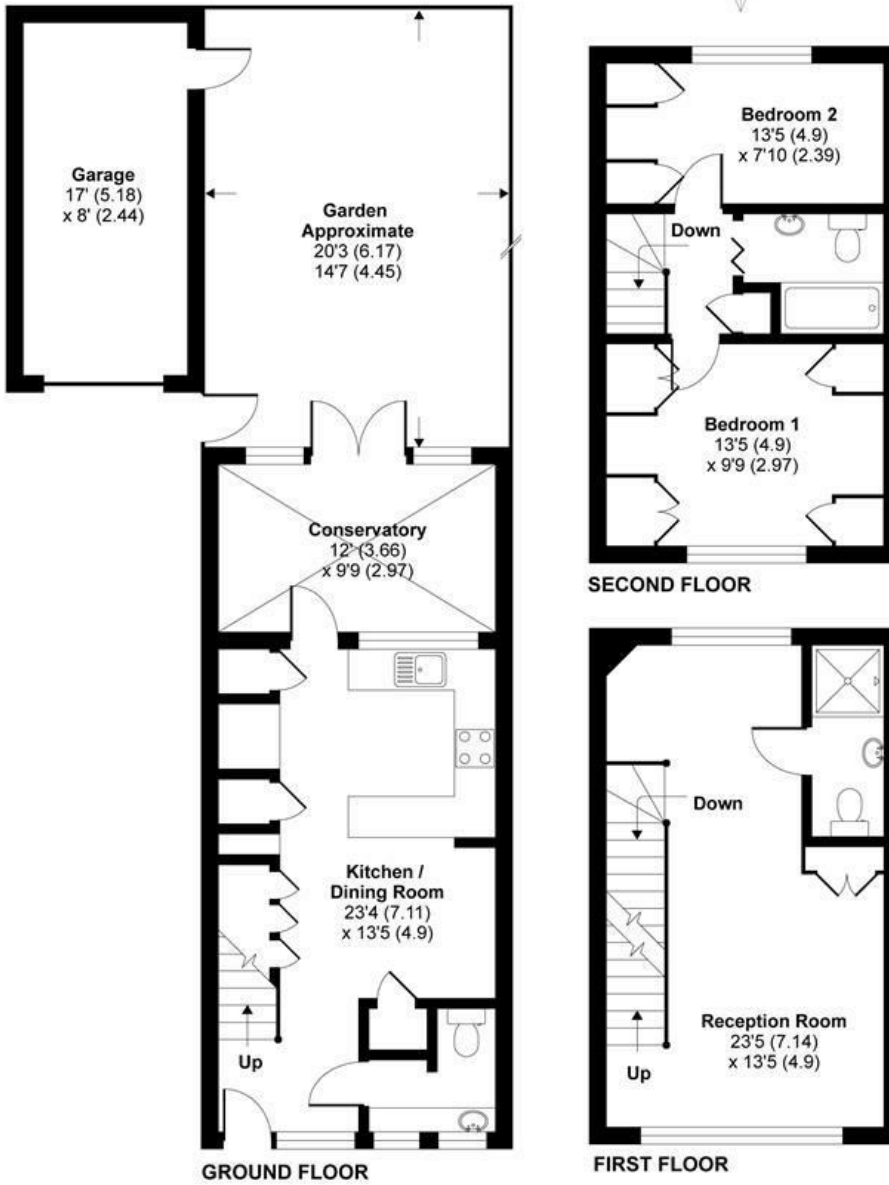 Garage
17' (5.18)
x 8' (2.44)
Garden
Approximate
20'3 (6.17)
14'7 (4.45)
Conservatory
12' (3.66)
x 9'9 (2.97)
Kitchen /
Dining Room
23'4 (7.11)
x 13'5 (4.9)
Up
GROUND FLOOR
Bedroom 2
13'5 (4.9)
x 7'10 (2.39)
Down
Bedroom 1
13'5 (4.9)
x 9'9 (2.97)
SECOND FLOOR
Down
Reception Room
23'5 (7.14)
x 13'5 (4.9)
Up
FIRST FLOOR